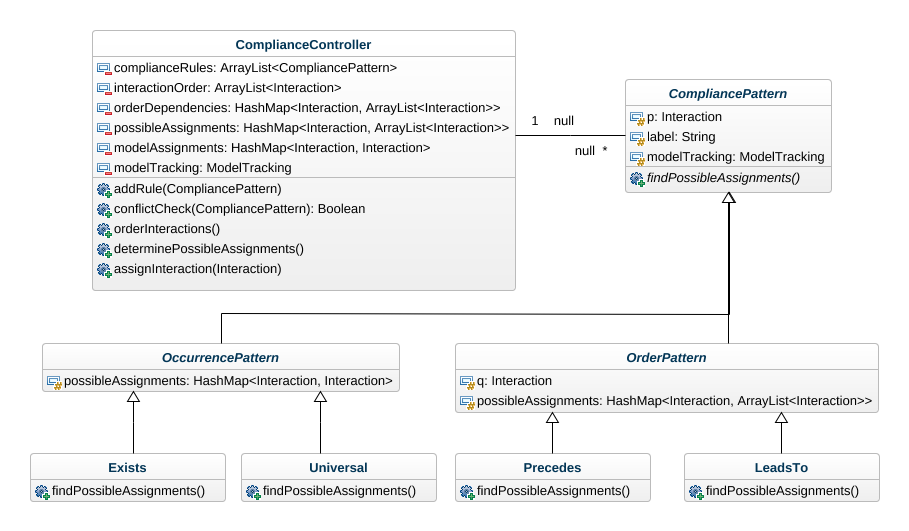 ComplianceController
complianceRules: ArrayList<CompliancePattern>
interactionOrder: ArrayList<Interaction>
orderDependencies: HashMap<Interaction, ArrayList<Interaction>>
possibleAssignments: HashMap<Interaction, ArrayList<Interaction>>
modelAssignments: HashMap<Interaction, Interaction>
modelTracking: ModelTracking
addRule(CompliancePattern)
conflictCheck(CompliancePattern): Boolean
orderInteractions()
determinePossibleAssignments()
assignInteraction(Interaction)
1 null
null *
CompliancePattern
p: Interaction
label: String
modelTracking: ModelTracking
findPossibleAssignments()
OccurrencePattern
possibleAssignments: HashMap<Interaction, Interaction>
OrderPattern
q: Interaction
possibleAssignments: HashMap<Interaction, ArrayList<Interaction>>
Exists
findPossibleAssignments()
Universal
findPossibleAssignments()
Precedes
findPossibleAssignments()
LeadsTo
findPossibleAssignments()